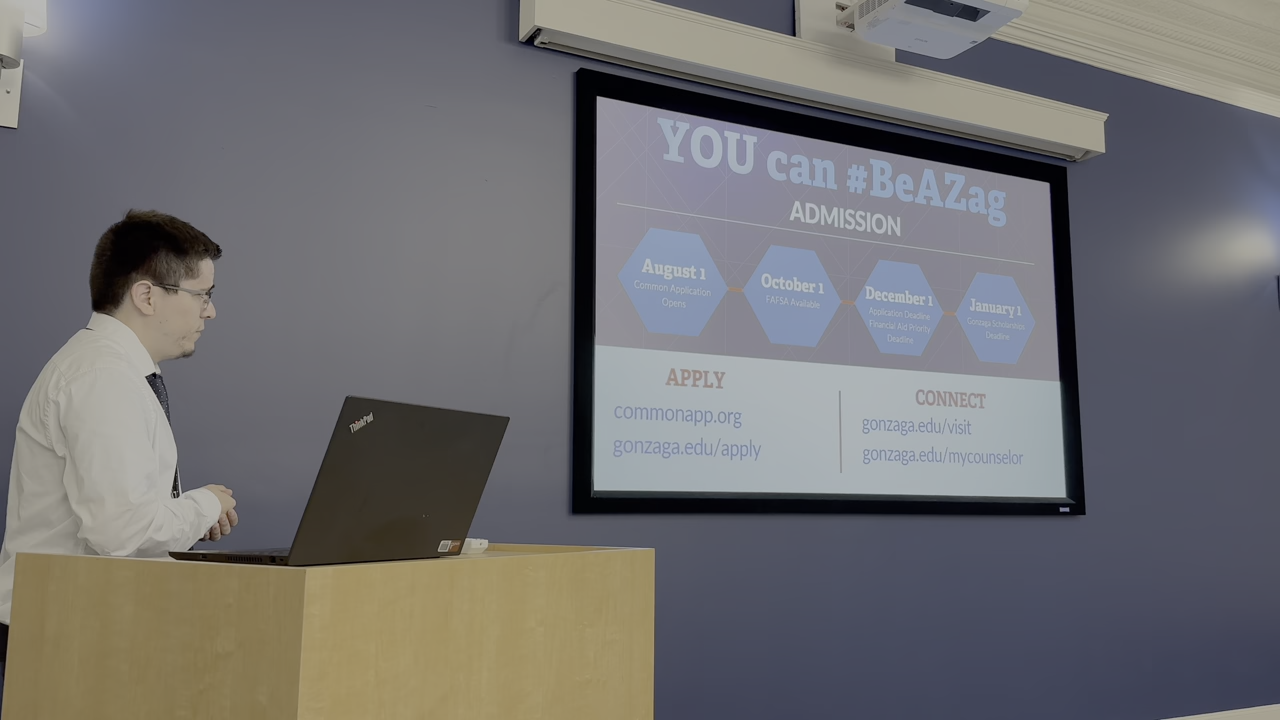 YOU can #BeAZag
ADMISSION
August 1
Common Application
Opens
October 1
FAFSA Available
December 1
Application Deadline
Financial Aid Priority
Deadline
January 1
Gonzaga Scholarships
Deadline
APPLY
commonapp.org
gonzaga.edu/apply
CONNECT
gonzaga.edu/visit
gonzaga.edu/mycounselor
ThinkPad